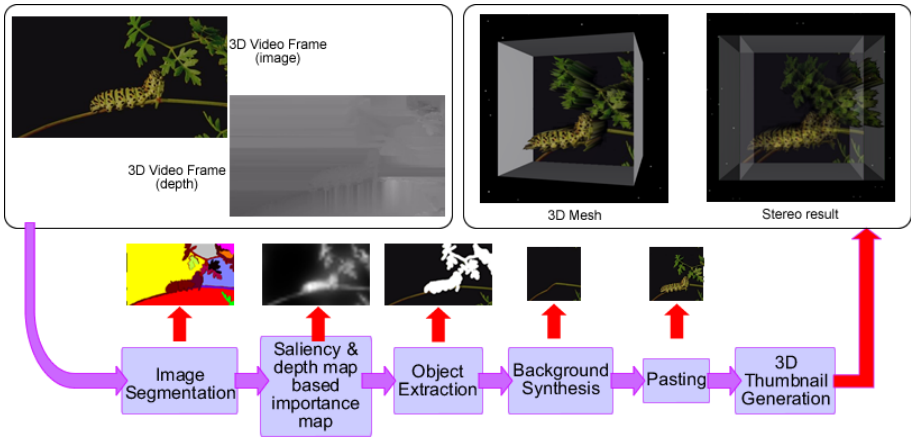 3D Video Frame
(image)
3D Video Frame
(depth)
3D Mesh
Stereo result
Image
Segmentation
Saliency &
depth map
based
importance
map
Object
Extraction
Background
Synthesis
Pasting
3D
Thumbnail
Generation